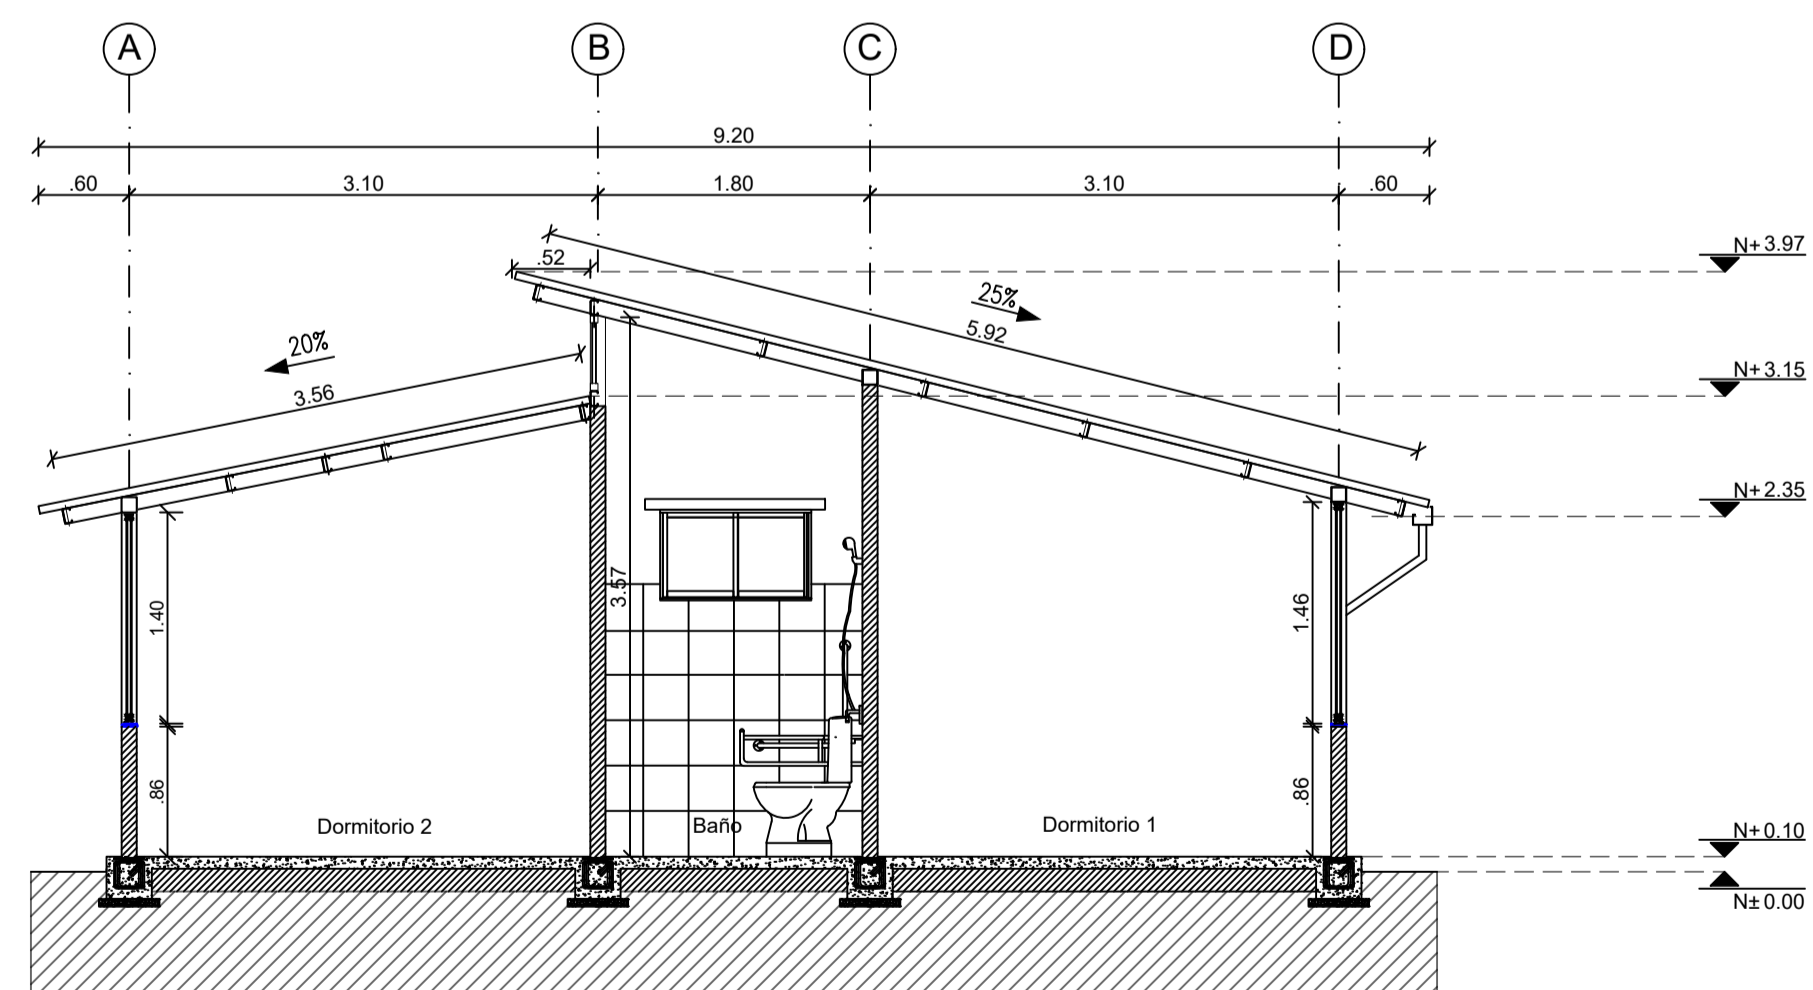 A B C D
9.20
.60 3.10 1.80 3.10 .60
N+3.97
.52
25%
5.92
20%
3.56
N+3.15
N+2.35
1.40
3.57
1.46
.86
.86
Dormitorio 2
Baño
Dormitorio 1
N+0.10
N±0.00